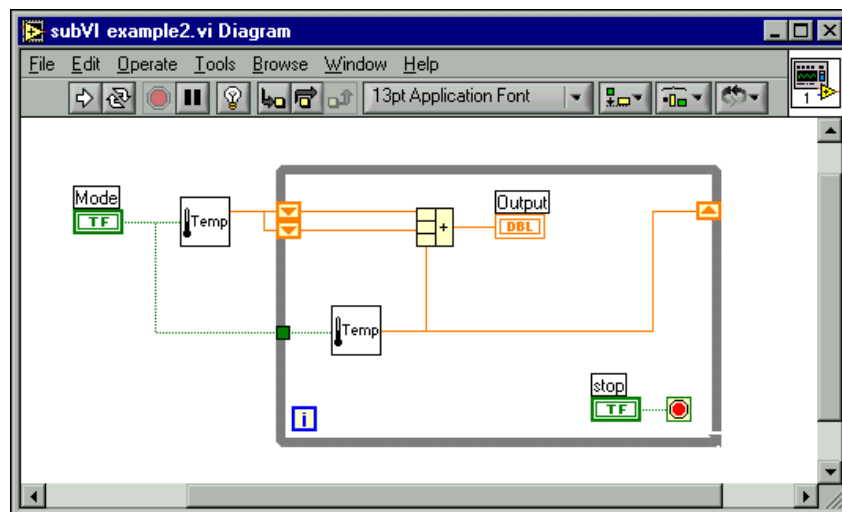 subVI example2.vi Diagram
File Edit Operate Tools Browse Window Help
13pt Application Font
1
Mode
TF
Temp
Output
DBL
+
Temp
stop
TF
i